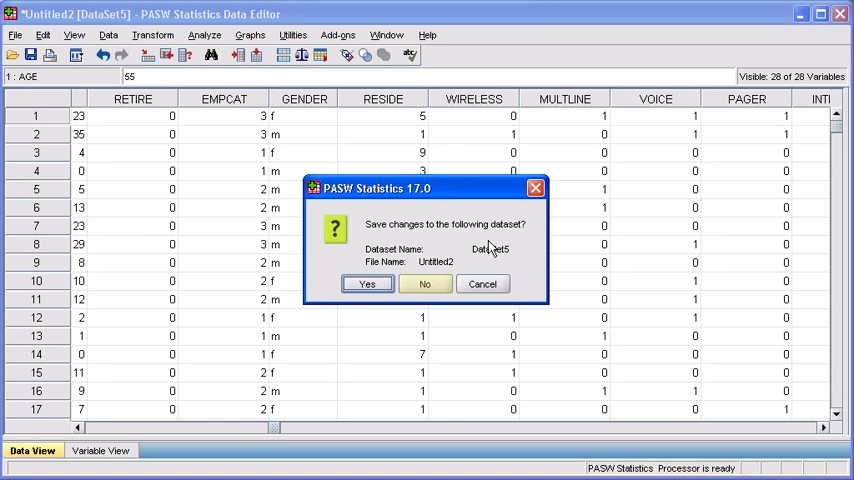 *Untitled2 [DataSet5] - PASW Statistics Data Editor
File Edit View Data Transform Analyze Graphs Utilities Add-ons Window Help
1 : AGE 55 Visible: 28 of 28 Variables
RETIRE EMPCAT GENDER RESIDE WIRELESS MULTLINE VOICE PAGER
1 23 0 3 f 5 0 1 1 1
2 35 0 3 m 1 1 0 1 1
3 4 0 1 f 9 0 0 0 0
4 0 0 1 m 3 0 0 0 0
5 5 0 2 m 1 0 0
6 13 0 2 m 1 0 0
7 23 0 3 m 0 0 0
8 29 0 3 m 0 1 0
9 8 0 2 m 0 0 0
10 10 0 2 f 0 1 0
11 12 0 2 m 0 1 0
12 2 0 1 f 1 1 0 1 0
13 1 0 1 m 1 0 1 0 0
14 0 0 1 f 7 1 0 0 0
15 11 0 2 f 1 1 0 0 0
16 9 0 2 m 1 0 1 1 0
17 7 0 2 f 1 0 0 0 1
PASW Statistics 17.0
Save changes to the following dataset?
Dataset Name:
File Name: Untitled2
Yes No Cancel
Data View Variable View
PASW Statistics Processor is ready